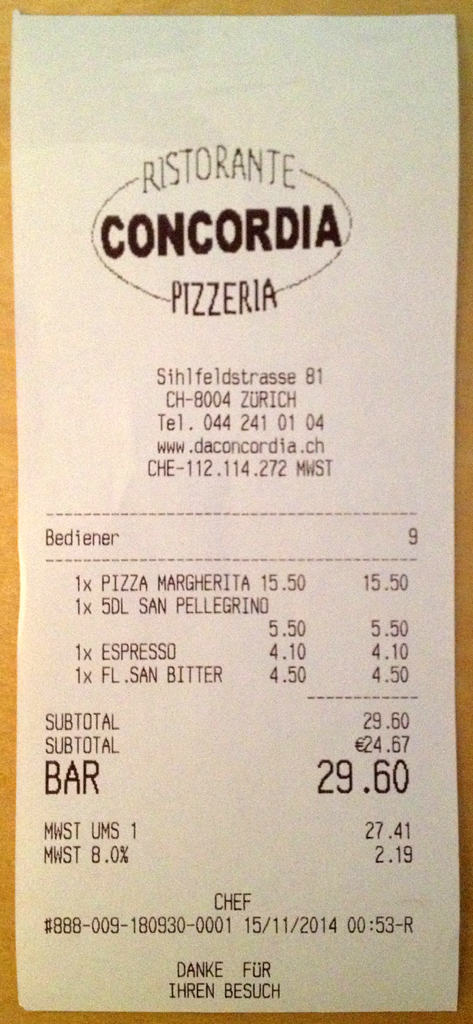 RISTORANTE
CONCORDIA
PIZZERIA
Sihlfeldstrasse 81
CH-8004 ZÜRICH
Tel. 044 241 01 04
www.daconcordia.ch
CHE-112.114.272 MWST
Bediener 9
1x PIZZA MARGHERITA 15.50 15.50
1x 5DL SAN PELLEGRINO
5.50 5.50
1x ESPRESSO 4.10 4.10
1x FL.SAN BITTER 4.50 4.50
SUBTOTAL 29.60
SUBTOTAL €24.67
BAR 29.60
MWST UMS 1 27.41
MWST 8.0% 2.19
CHEF
#888-009-180930-0001 15/11/2014 00:53-R
DANKE FÜR
IHREN BESUCH